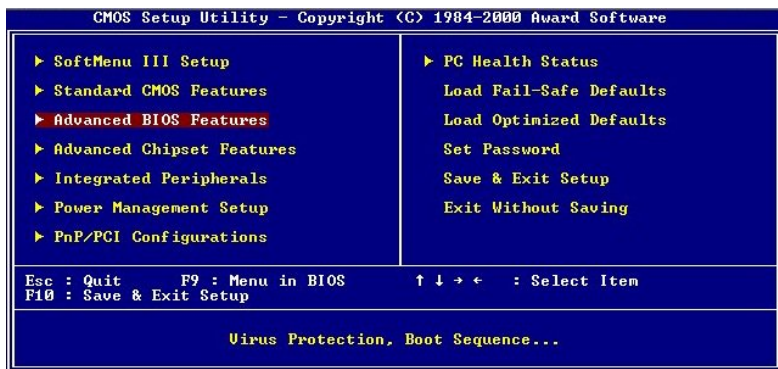 CMOS Setup Utility - Copyright (C) 1984-2000 Award Software
▶ SoftMenu III Setup
▶ Standard CMOS Features
▶ Advanced BIOS Features
▶ Advanced Chipset Features
▶ Integrated Peripherals
▶ Power Management Setup
▶ PnP/PCI Configurations
▶ PC Health Status
Load Fail-Safe Defaults
Load Optimized Defaults
Set Password
Save & Exit Setup
Exit Without Saving
Esc : Quit F9 : Menu in BIOS ↑ ↓ → ← : Select Item
F10 : Save & Exit Setup
Virus Protection, Boot Sequence...